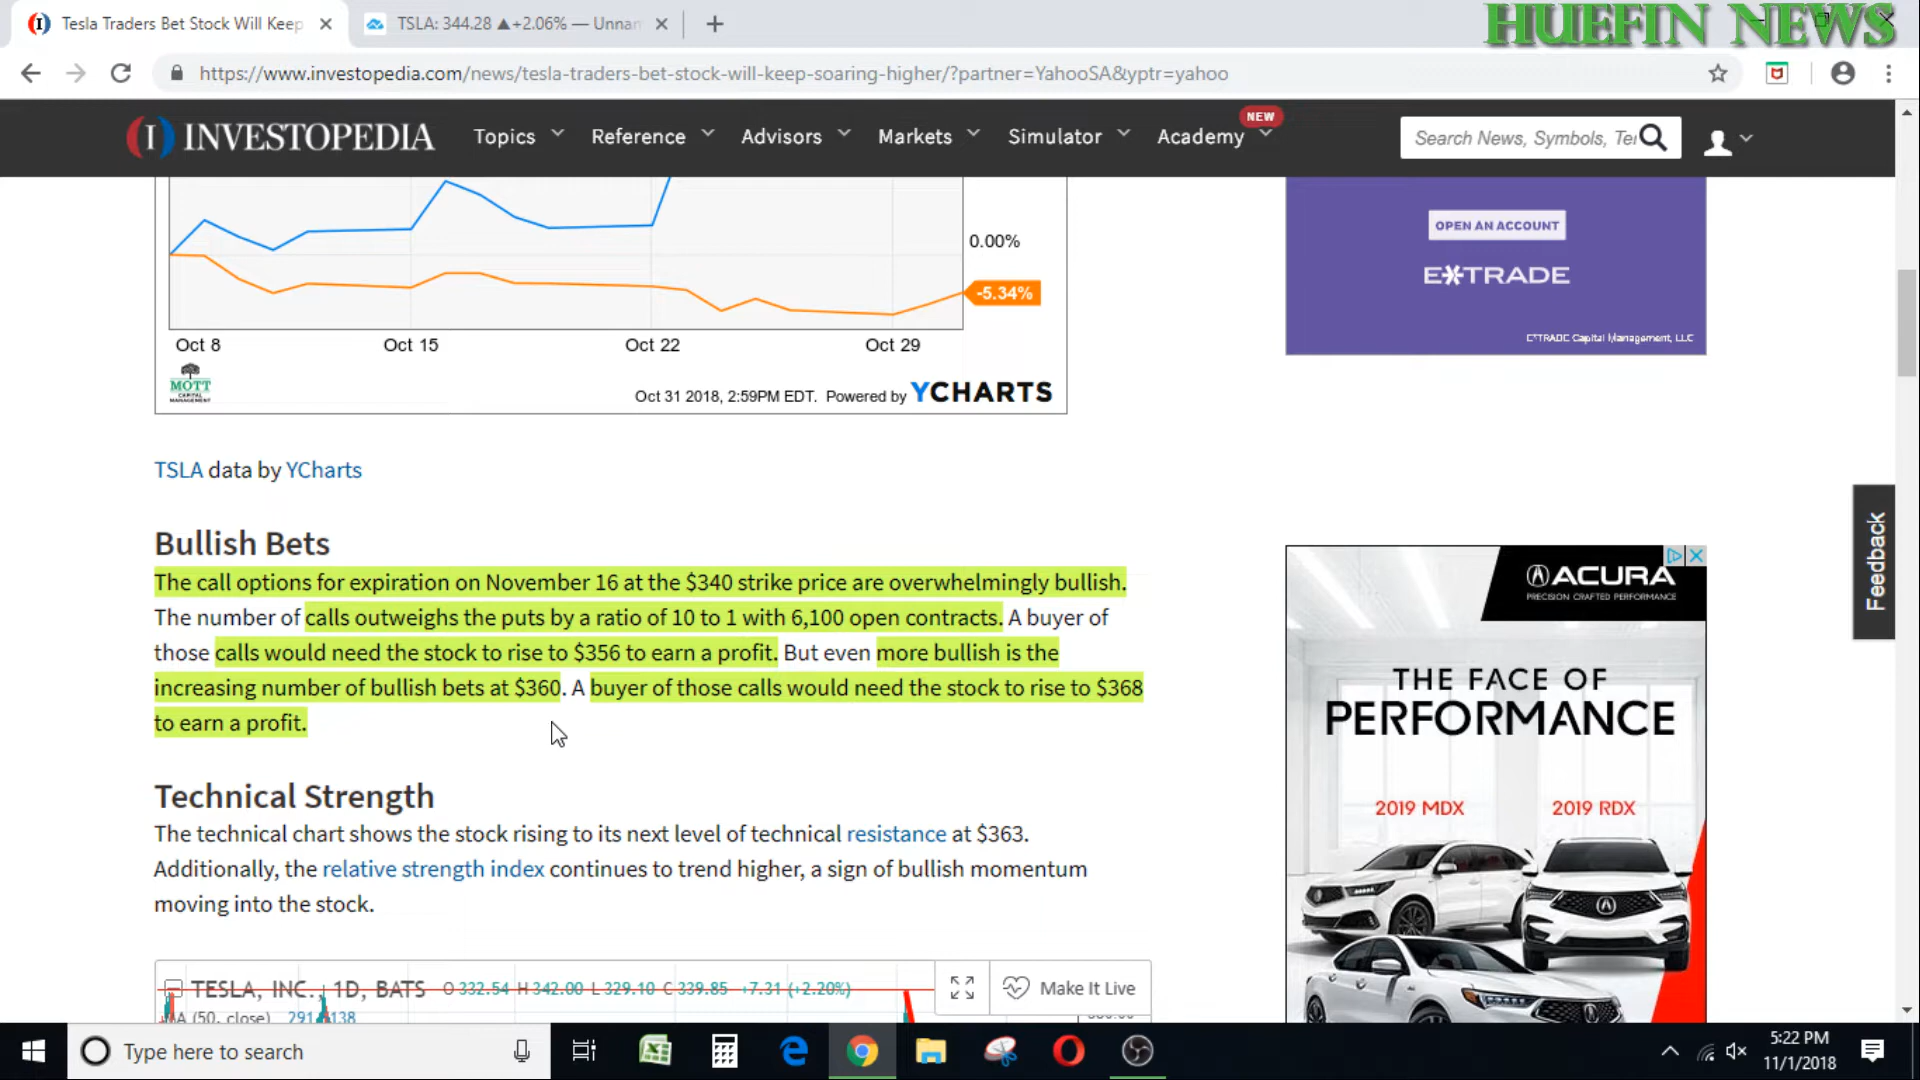 Tesla Traders Bet Stock Will Keep
TSLA: 344.28 ▲+2.06% — Unnam
HUEFIN NEWS
https://www.investopedia.com/news/tesla-traders-bet-stock-will-keep-soaring-higher/?partner=YahooSA&yptr=yahoo
INVESTOPEDIA
Topics
Reference
Advisors
Markets
Simulator
Academy
NEW
Search News, Symbols, Ter
0.00%
-5.34%
Oct 8
Oct 15
Oct 22
Oct 29
MOTT
CAPITAL
MANAGEMENT
Oct 31 2018, 2:59PM EDT. Powered by YCHARTS
OPEN AN ACCOUNT
E*TRADE
E*TRADE Capital Management, LLC
TSLA data by YCharts
Bullish Bets
The call options for expiration on November 16 at the $340 strike price are overwhelmingly bullish.
The number of calls outweighs the puts by a ratio of 10 to 1 with 6,100 open contracts. A buyer of
those calls would need the stock to rise to $356 to earn a profit. But even more bullish is the
increasing number of bullish bets at $360. A buyer of those calls would need the stock to rise to $368
to earn a profit.
Technical Strength
The technical chart shows the stock rising to its next level of technical resistance at $363.
Additionally, the relative strength index continues to trend higher, a sign of bullish momentum
moving into the stock.
TESLA, INC., 1D, BATS O 332.54 H 342.00 L 329.10 C 339.85 +7.31 (+2.20%)
Make It Live
(50, close)
ACURA
PRECISION CRAFTED PERFORMANCE
THE FACE OF
PERFORMANCE
2019 MDX
2019 RDX
Feedback
Type here to search
5:22 PM
11/1/2018